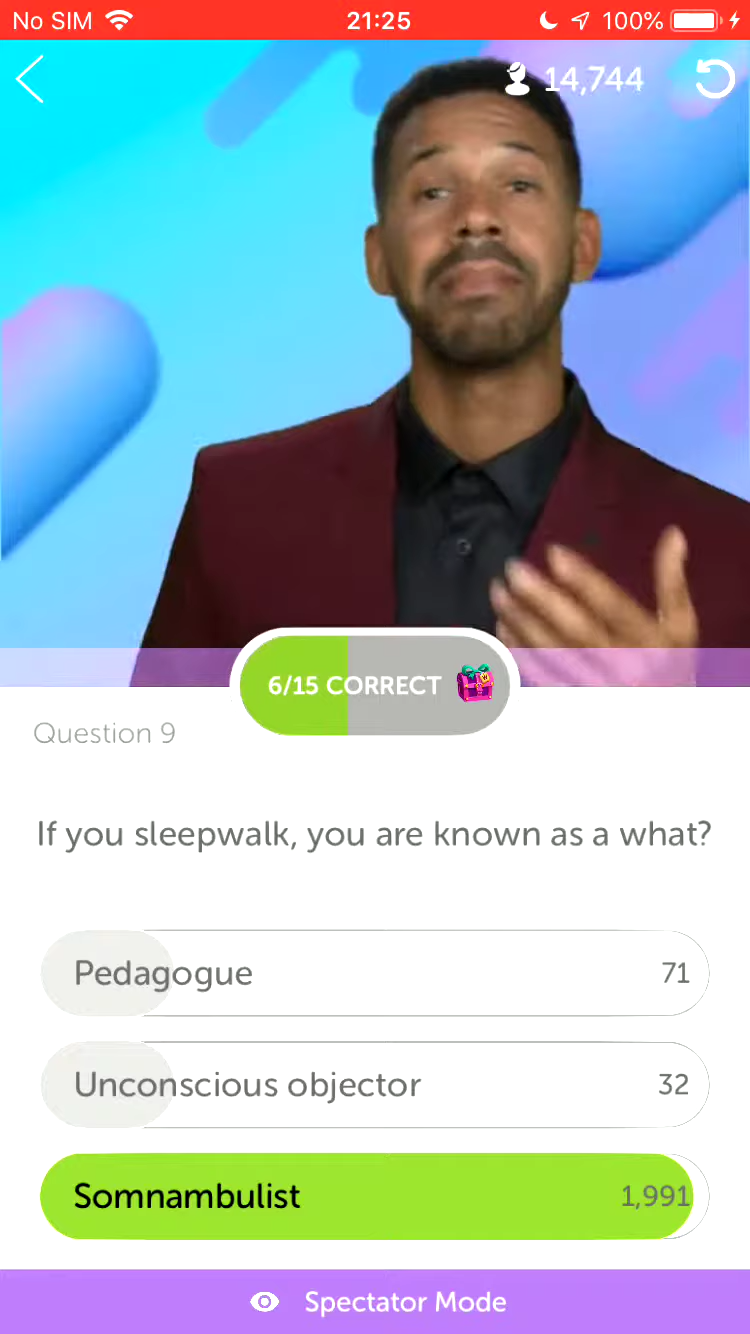 No SIM 21:25 100%
14,744
6/15 CORRECT
Question 9
If you sleepwalk, you are known as a what?
Pedagogue 71
Unconscious objector 32
Somnambulist 1,991
Spectator Mode